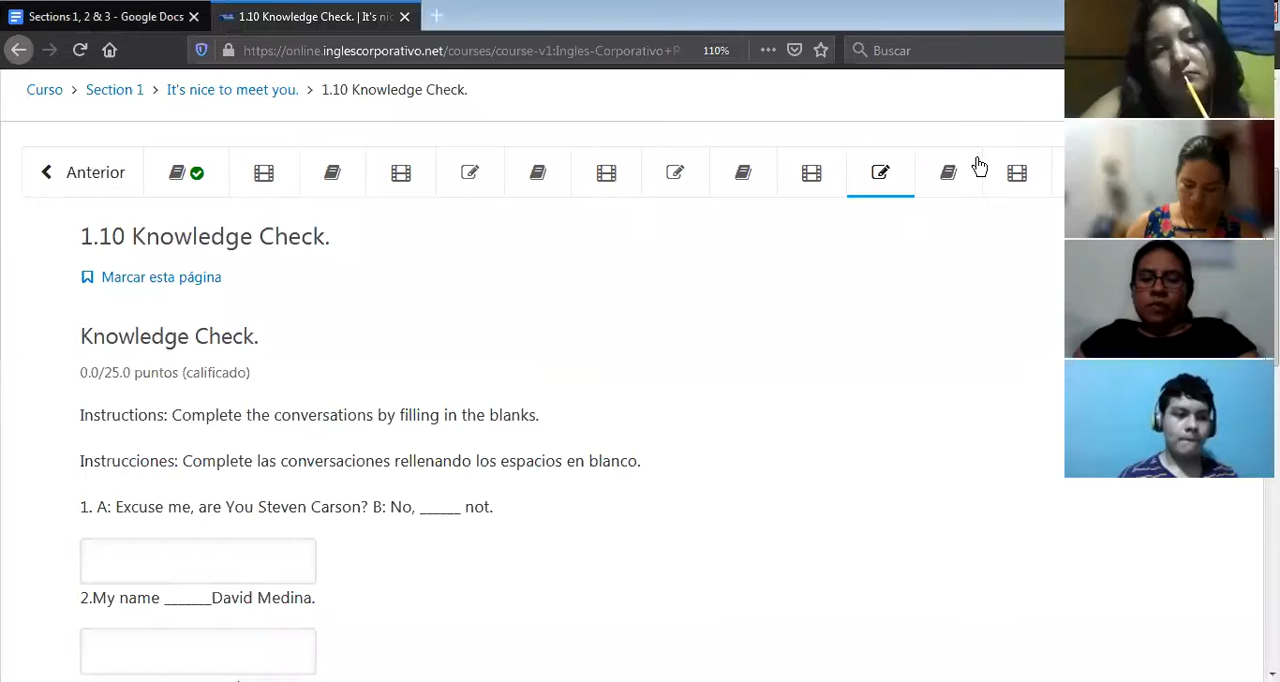 Sections 1, 2 & 3 - Google Docs
1.10 Knowledge Check. | It's nic
https://online.inglescorporativo.net/courses/course-v1:Ingles-Corporativo+P
110%
Buscar
Curso > Section 1 > It's nice to meet you. > 1.10 Knowledge Check.
Anterior
1.10 Knowledge Check.
Marcar esta página
Knowledge Check.
0.0/25.0 puntos (calificado)
Instructions: Complete the conversations by filling in the blanks.
Instrucciones: Complete las conversaciones rellenando los espacios en blanco.
1. A: Excuse me, are You Steven Carson? B: No, ______ not.
2.My name _______David Medina.